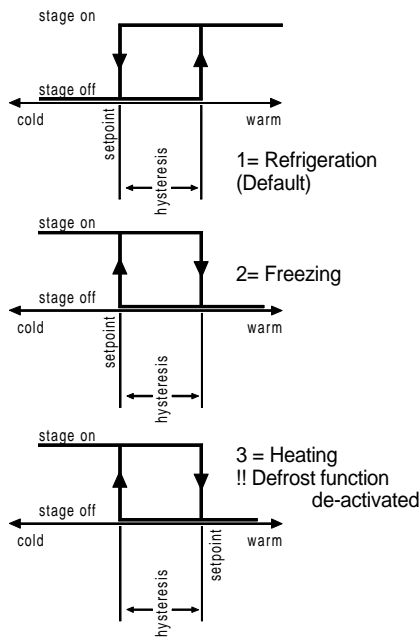 stage on
stage off
cold
warm
setpoint
hysteresis
1= Refrigeration
(Default)
stage on
stage off
cold
warm
setpoint
hysteresis
2= Freezing
stage on
stage off
cold
warm
setpoint
hysteresis
3 = Heating
!! Defrost function
de-activated